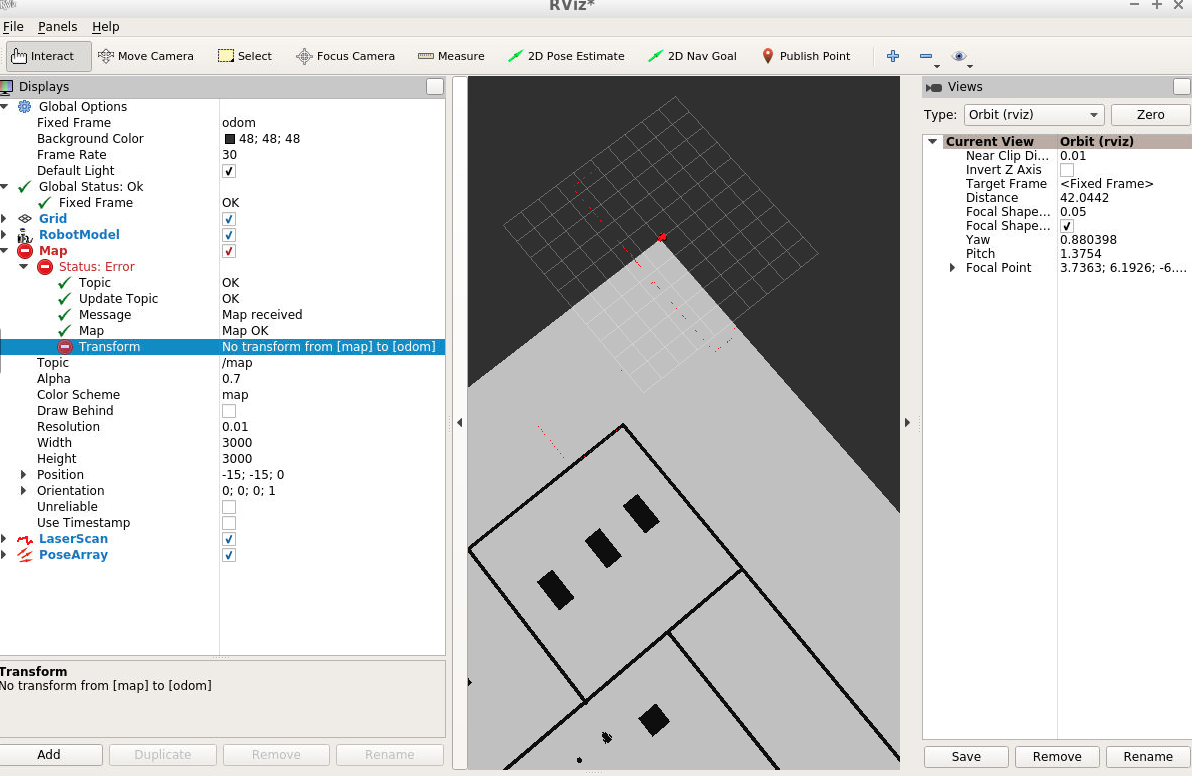 RViz*
File Panels Help
Interact Move Camera Select Focus Camera Measure 2D Pose Estimate 2D Nav Goal Publish Point
Displays
Global Options
Fixed Frame odom
Background Color 48; 48; 48
Frame Rate 30
Default Light
Global Status: Ok
Fixed Frame OK
Grid
RobotModel
Map
Status: Error
Topic OK
Update Topic OK
Message Map received
Map Map OK
Transform No transform from [map] to [odom]
Topic /map
Alpha 0.7
Color Scheme map
Draw Behind
Resolution 0.01
Width 3000
Height 3000
Position -15; -15; 0
Orientation 0; 0; 0; 1
Unreliable
Use Timestamp
LaserScan
PoseArray
Transform
No transform from [map] to [odom]
Add Duplicate Remove Rename
Views
Type: Orbit (rviz) Zero
Current View Orbit (rviz)
Near Clip Di... 0.01
Invert Z Axis
Target Frame <Fixed Frame>
Distance 42.0442
Focal Shape... 0.05
Focal Shape...
Yaw 0.880398
Pitch 1.3754
Focal Point 3.7363; 6.1926; -6....
Save Remove Rename